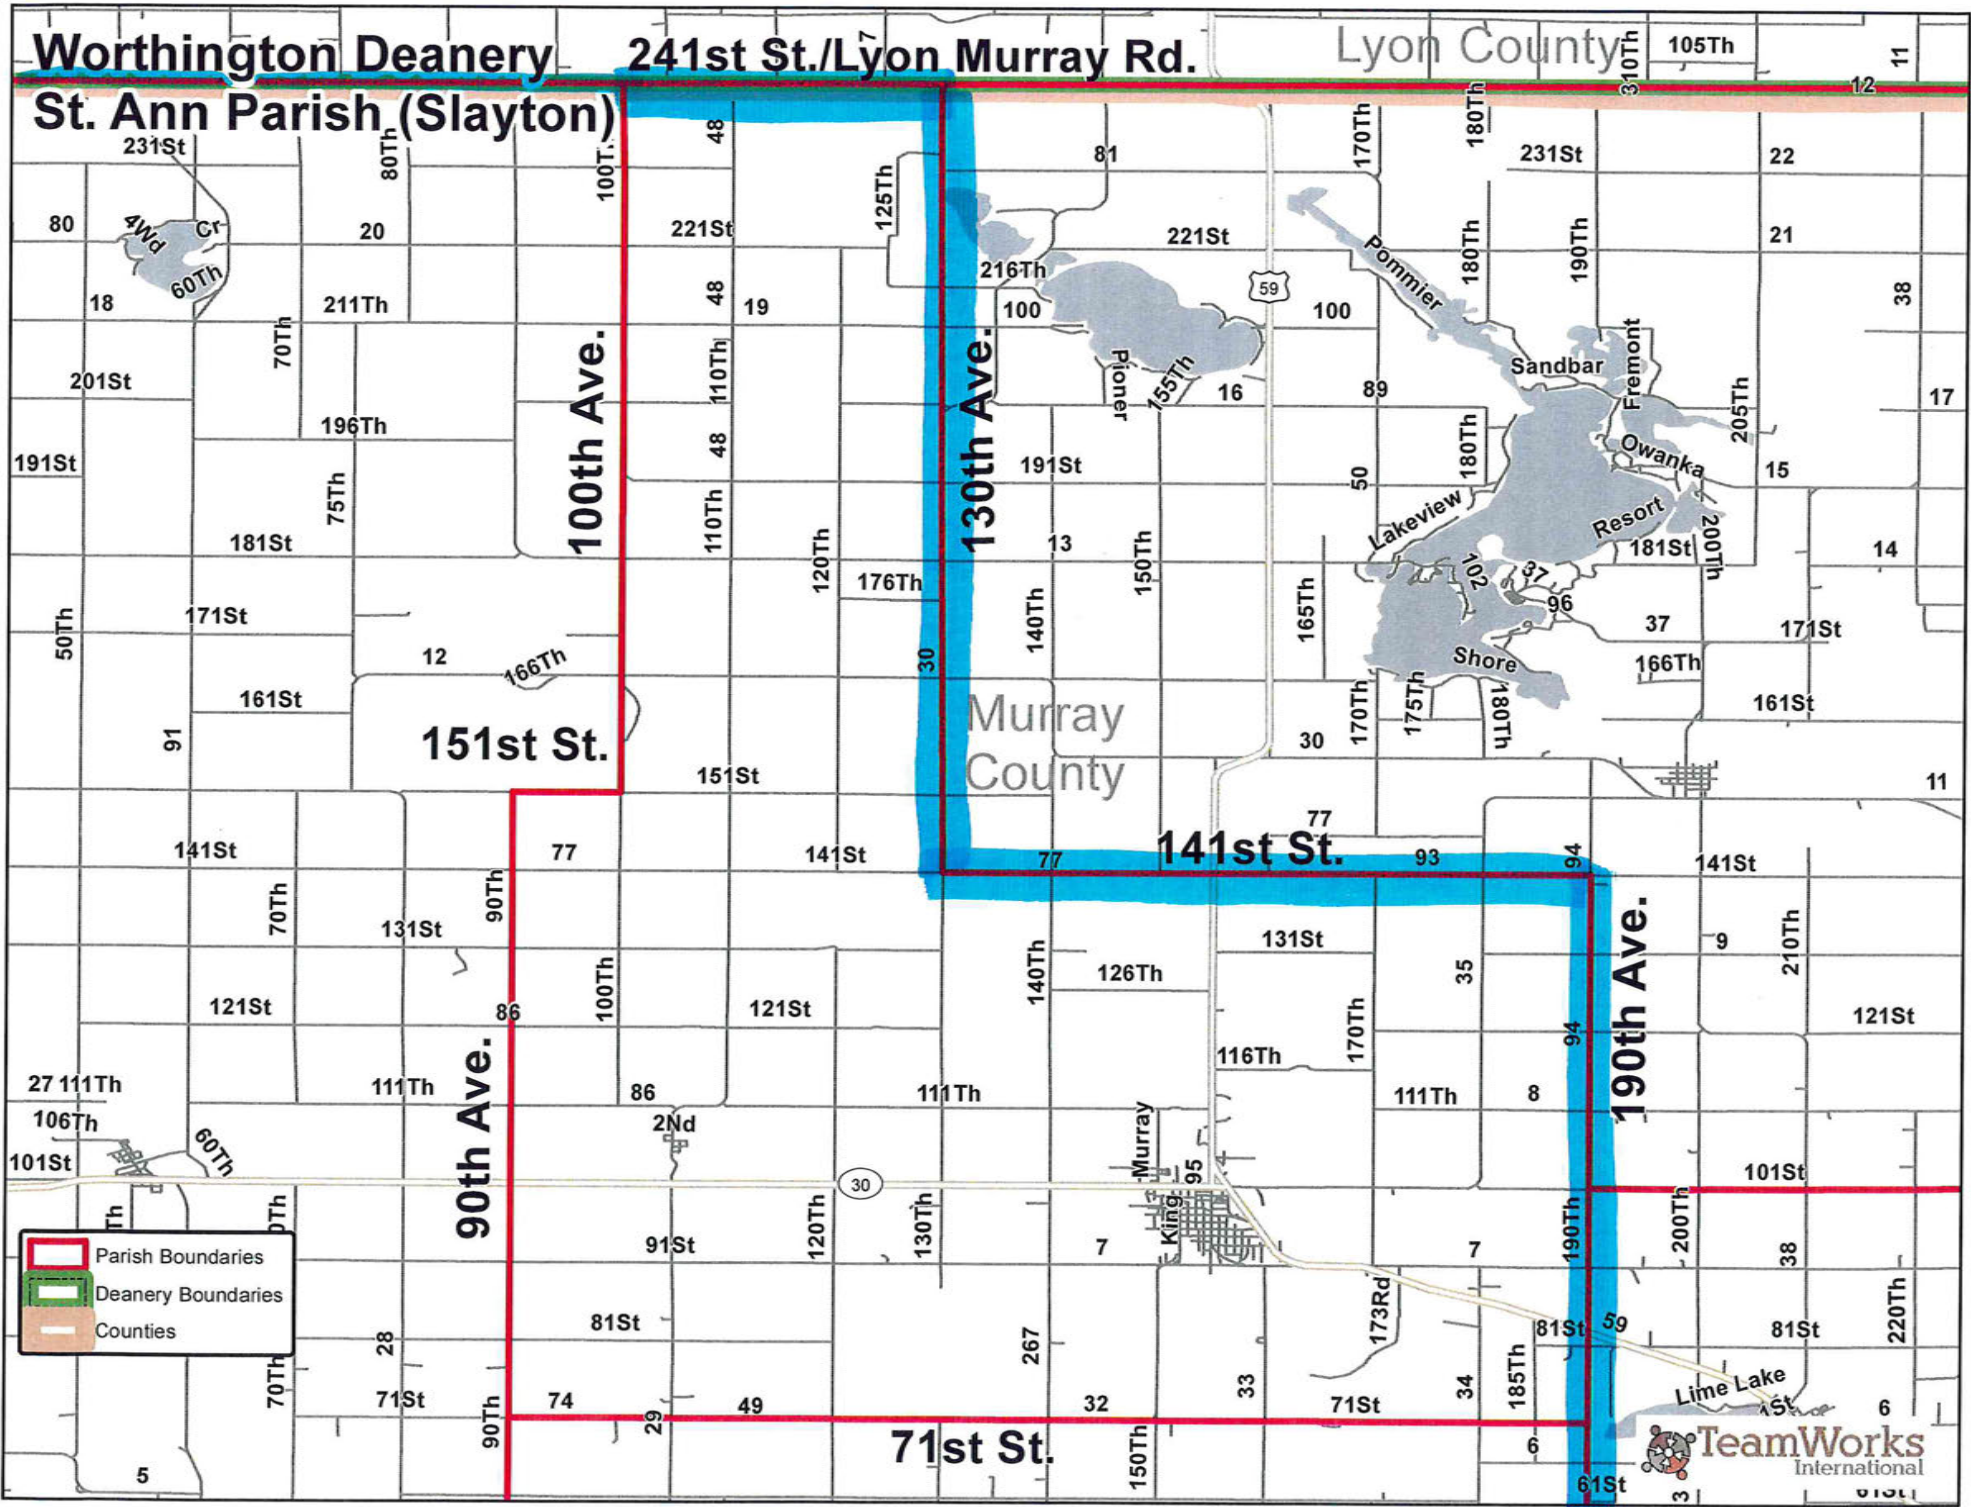 Worthington Deanery
241st St./Lyon Murray Rd.
7
Lyon County
310Th
105Th
11
12
St. Ann Parish (Slayton)
231St
80Th
100T
48
125Th
81
170Th
180Th
231St
22
80
4Wd
Cr
60Th
20
221St
221St
216Th
Pommier
180Th
190Th
21
18
211Th
70Th
48
19
100
59
100
38
201St
196Th
100th Ave.
110Th
130th Ave.
Pioner
155Th
16
89
Sandbar
Fremont
205Th
17
191St
75Th
48
191St
50
180Th
Owanka
15
181St
110Th
120Th
13
150Th
Lakeview
Resort
181St
200Th
14
176Th
102
37
96
50Th
171St
12
166Th
30
140Th
165Th
37
171St
Shore
166Th
161St
91
151st St.
151St
Murray
County
30
170Th
175Th
180Th
161St
11
141St
77
141St
77
141st St.
77
93
94
141St
70Th
90Th
131St
100Th
140Th
131St
126Th
35
190th Ave.
9
210Th
121St
86
121St
116Th
170Th
94
121St
27
111Th
106Th
111Th
86
2Nd
111Th
Murray
111Th
8
101St
60Th
90th Ave.
30
95
King
101St
Th
0Th
91St
120Th
130Th
7
7
190Th
200Th
38
220Th
Parish Boundaries
Deanery Boundaries
Counties
28
81St
267
173Rd
81St
59
81St
70Th
71St
90Th
74
29
49
32
33
71St
34
185Th
Lime Lake
1St
6
5
71st St.
150Th
6
61St
3
61St
TeamWorks
International